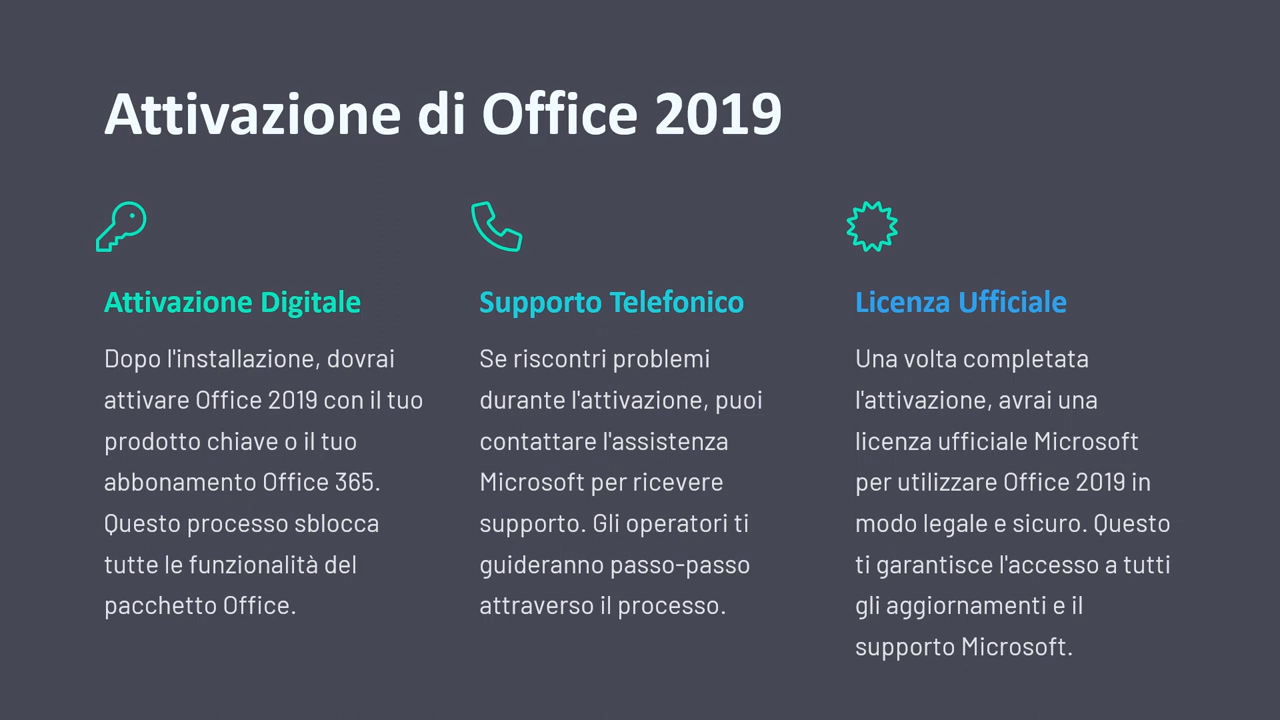 Attivazione di Office 2019
Attivazione Digitale
Dopo l'installazione, dovrai
attivare Office 2019 con il tuo
prodotto chiave o il tuo
abbonamento Office 365.
Questo processo sblocca
tutte le funzionalità del
pacchetto Office.
Supporto Telefonico
Se riscontri problemi
durante l'attivazione, puoi
contattare l'assistenza
Microsoft per ricevere
supporto. Gli operatori ti
guideranno passo-passo
attraverso il processo.
Licenza Ufficiale
Una volta completata
l'attivazione, avrai una
licenza ufficiale Microsoft
per utilizzare Office 2019 in
modo legale e sicuro. Questo
ti garantisce l'accesso a tutti
gli aggiornamenti e il
supporto Microsoft.